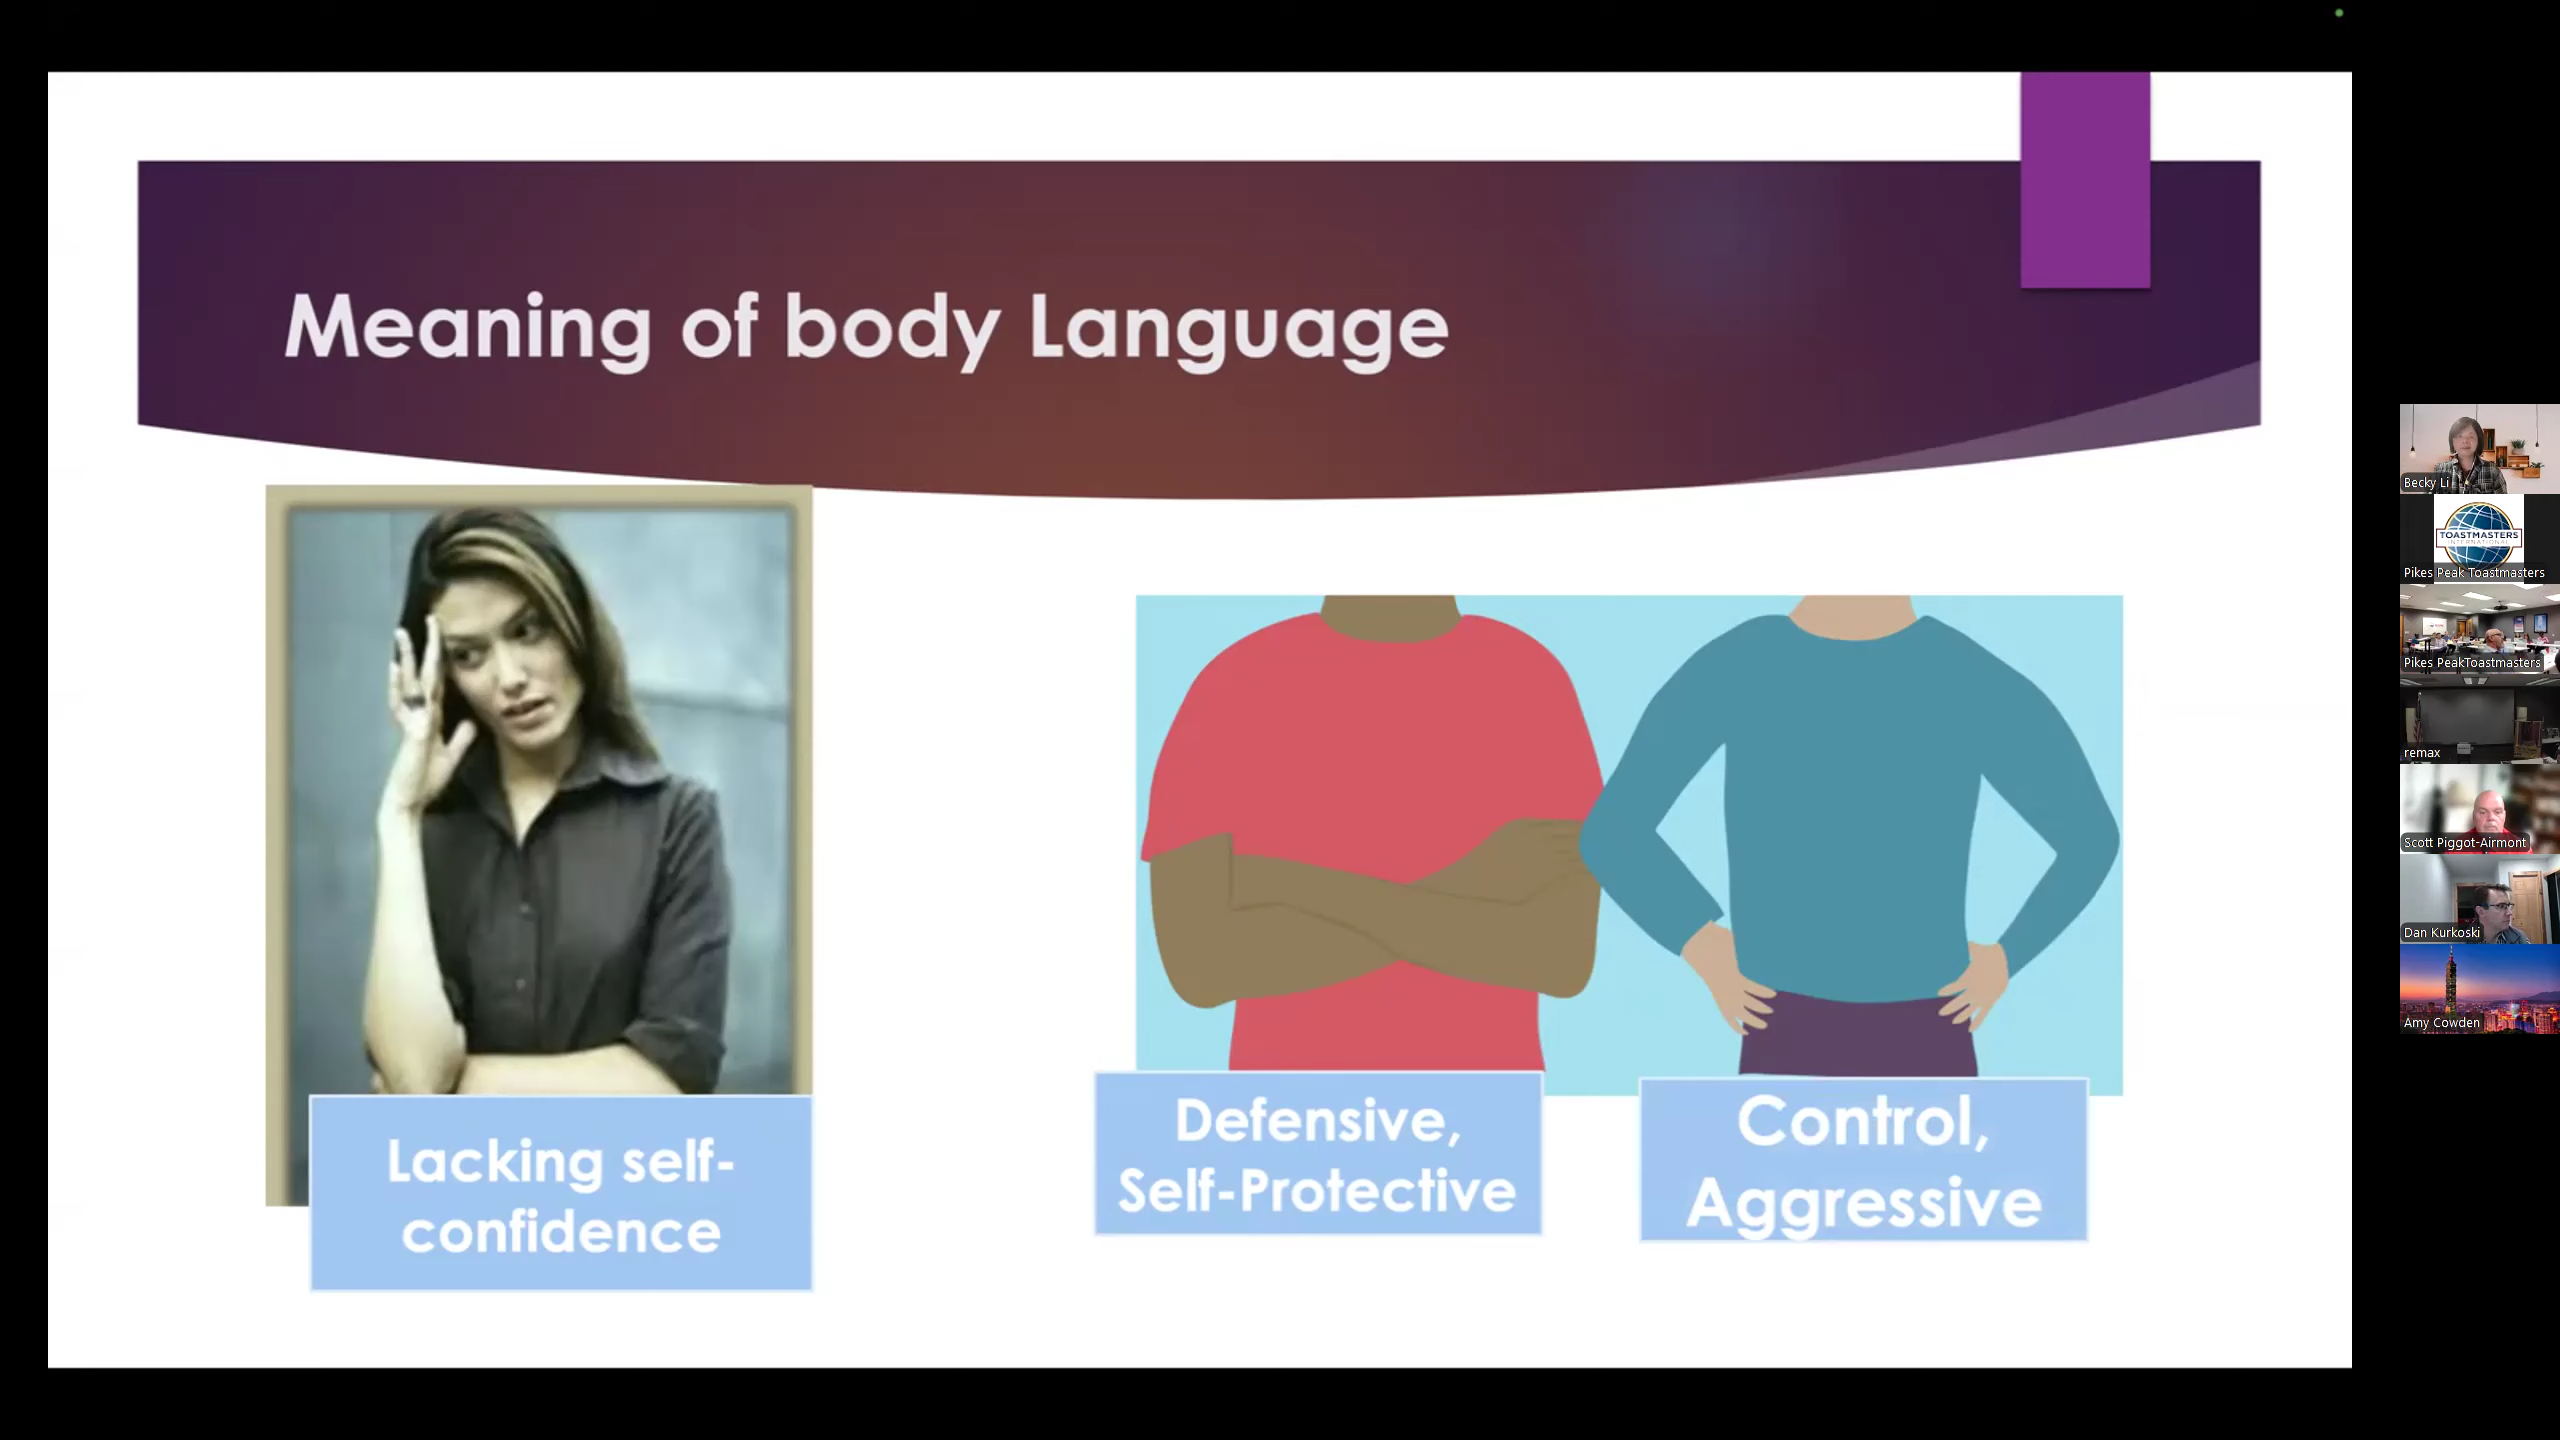 Meaning of body Language
Lacking self-
confidence
Defensive,
Self-Protective
Control,
Aggressive
Becky Li
TOASTMASTERS
INTERNATIONAL
Pikes Peak Toastmasters
Pikes PeakToastmasters
remax
Scott Piggot-Airmont
Dan Kurkoski
Amy Cowden